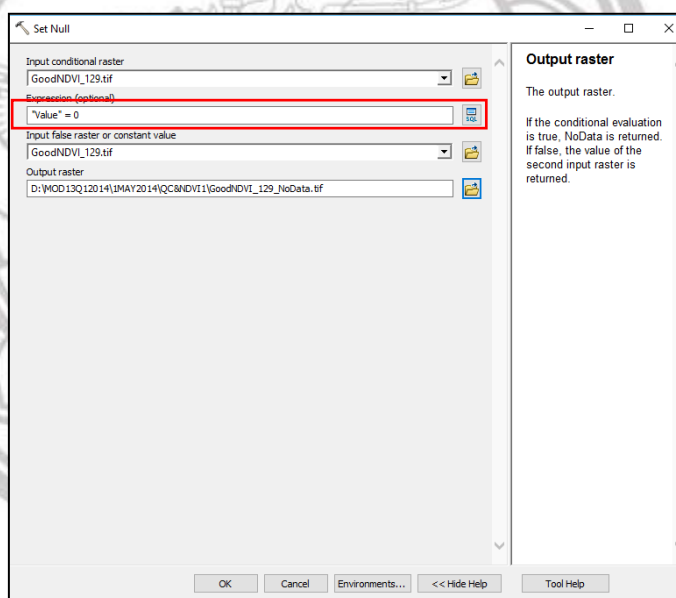 Set Null
Input conditional raster
GoodNDVI_129.tif
Expression (optional)
"Value" = 0
SQL
Input false raster or constant value
GoodNDVI_129.tif
Output raster
D:\MOD13Q12014\1MAY2014\QC&NDVI1\GoodNDVI_129_NoData.tif
OK
Cancel
Environments...
<< Hide Help
Tool Help
Output raster
The output raster.
If the conditional evaluation
is true, NoData is returned.
If false, the value of the
second input raster is
returned.